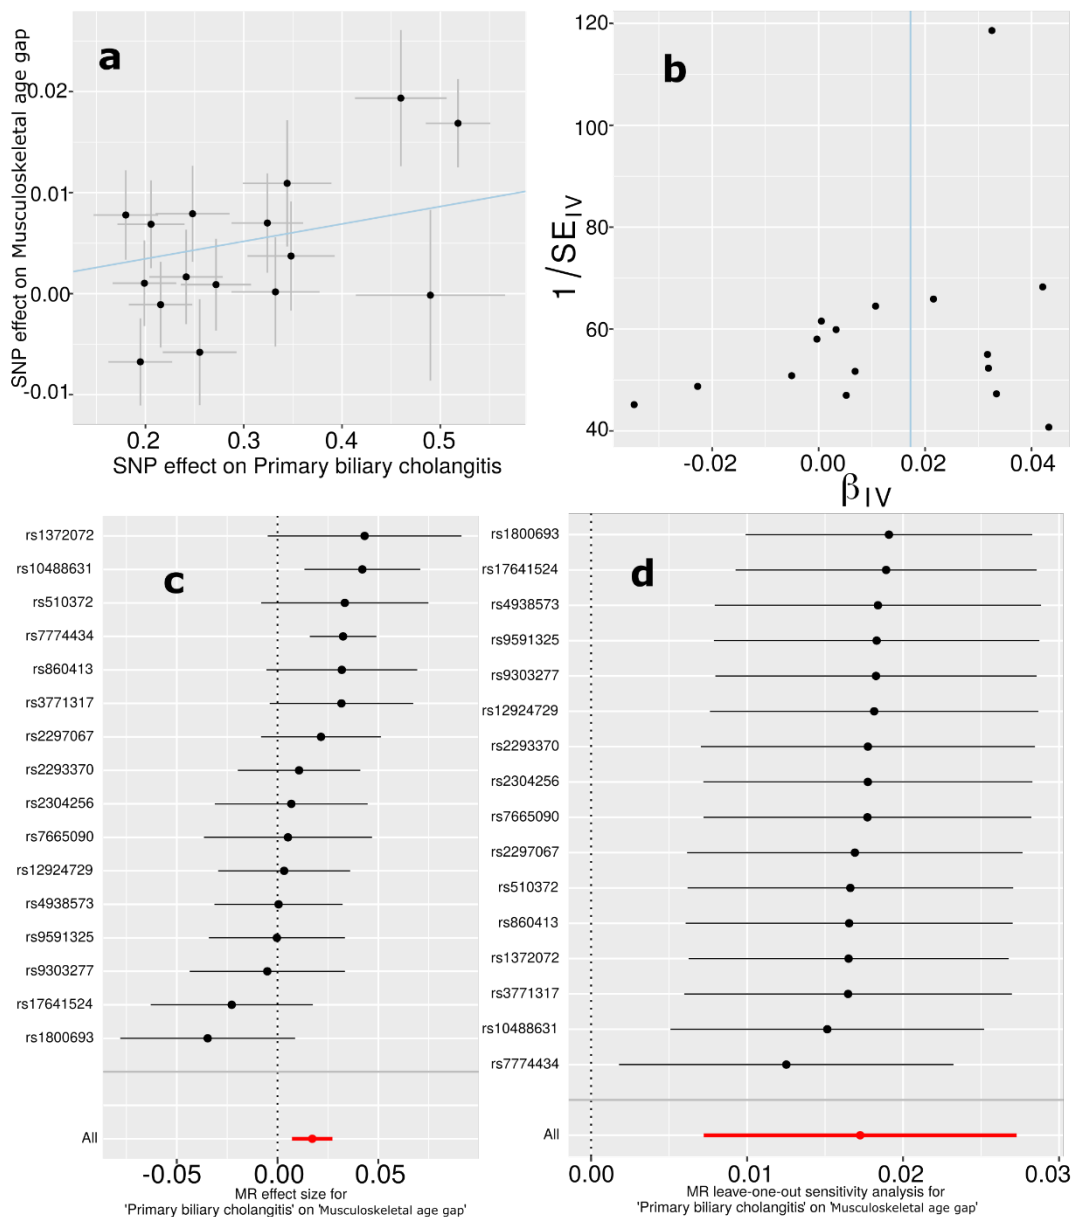 a
SNP effect on Musculoskeletal age gap
0.02
0.01
0.00
-0.01
0.2 0.3 0.4 0.5
SNP effect on Primary biliary cholangitis
b
1/SE_IV
120
100
80
60
40
-0.02 0.00 0.02 0.04
β_IV
c
rs1372072
rs10488631
rs510372
rs7774434
rs860413
rs3771317
rs2297067
rs2293370
rs2304256
rs7665090
rs12924729
rs4938573
rs9591325
rs9303277
rs17641524
rs1800693
All
-0.05 0.00 0.05
MR effect size for
'Primary biliary cholangitis' on 'Musculoskeletal age gap'
d
rs1800693
rs17641524
rs4938573
rs9591325
rs9303277
rs12924729
rs2293370
rs2304256
rs7665090
rs2297067
rs510372
rs860413
rs1372072
rs3771317
rs10488631
rs7774434
All
0.00 0.01 0.02 0.03
MR leave-one-out sensitivity analysis for
'Primary biliary cholangitis' on 'Musculoskeletal age gap'